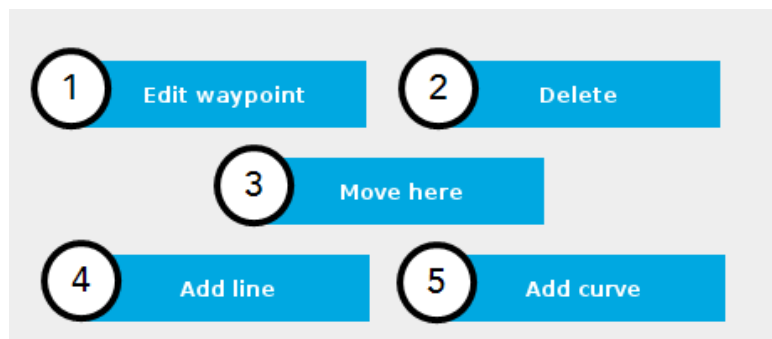 1 Edit waypoint
2 Delete
3 Move here
4 Add line
5 Add curve